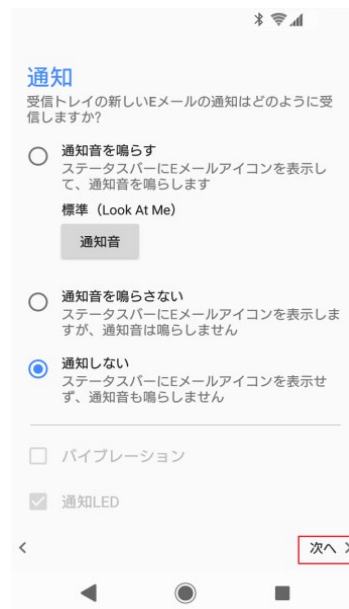 通知
受信トレイの新しいEメールの通知はどのように受
信しますか?
通知音を鳴らす
ステータスバーにEメールアイコンを表示し
て、通知音を鳴らします
標準（Look At Me）
通知音
通知音を鳴らさない
ステータスバーにEメールアイコンを表示しま
すが、通知音は鳴らしません
通知しない
ステータスバーにEメールアイコンを表示せ
ず、通知音も鳴らしません
バイブレーション
通知LED
次へ